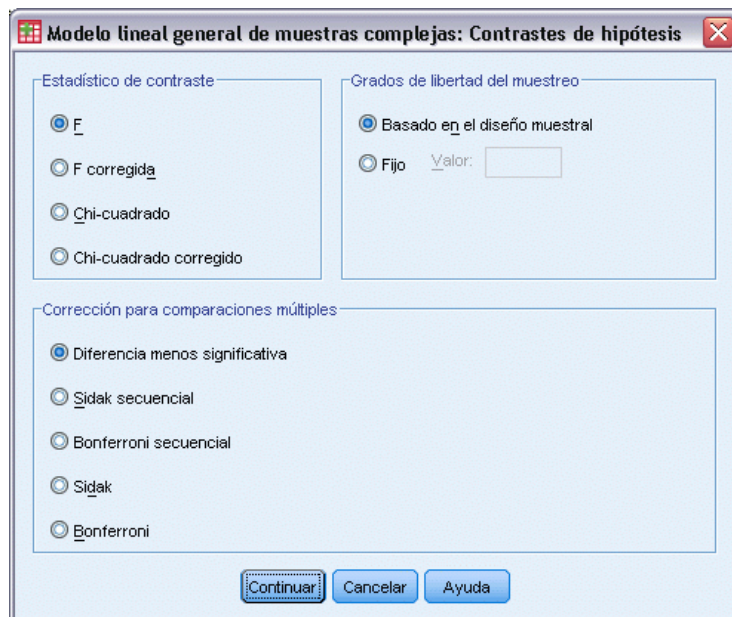 Modelo lineal general de muestras complejas: Contrastes de hipótesis
Estadístico de contraste
F
F corregida
Chi-cuadrado
Chi-cuadrado corregido
Grados de libertad del muestreo
Basado en el diseño muestral
Fijo Valor:
Corrección para comparaciones múltiples
Diferencia menos significativa
Sidak secuencial
Bonferroni secuencial
Sidak
Bonferroni
Continuar Cancelar Ayuda